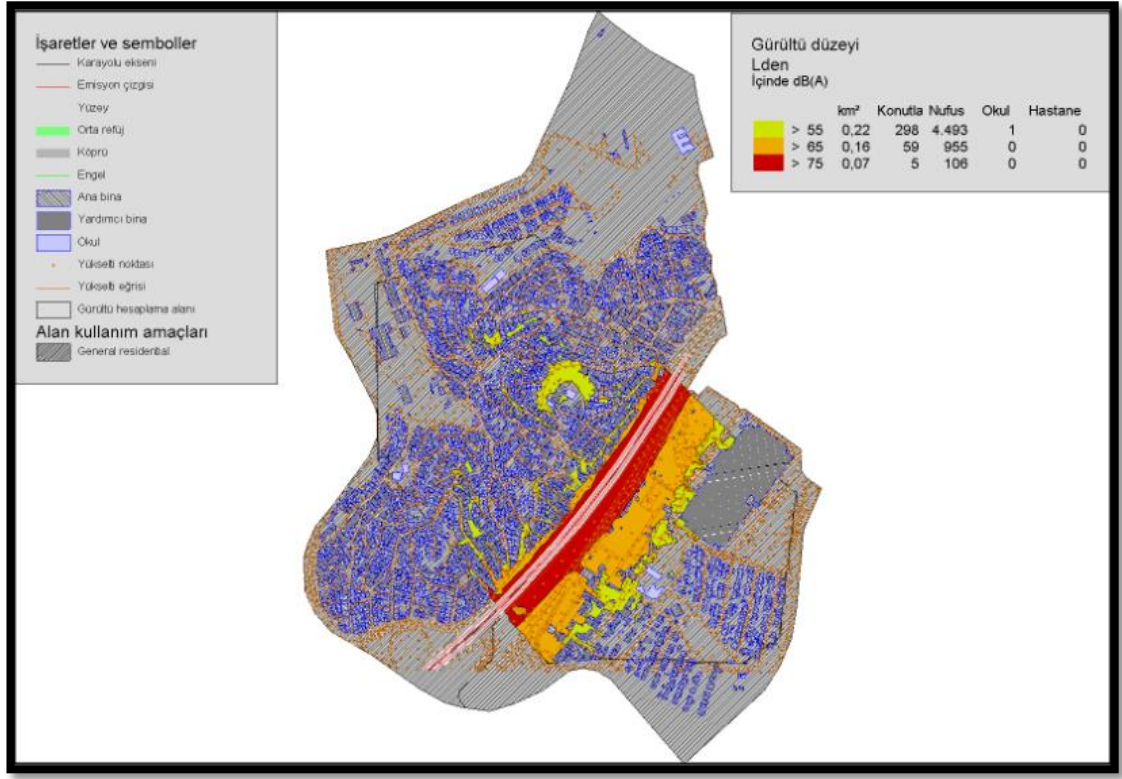 İşaretler ve semboller
Karayolu ekseni
Emisyon çizgisi
Yüzey
Orta refüj
Köprü
Engel
Ana bina
Yardımcı bina
Okul
Yükselti noktası
Yükselti eğrisi
Gürültü hesaplama alanı
Alan kullanım amaçları
General residential
Gürültü düzeyi
Lden
İçinde dB(A)
km² Konutla Nufus Okul Hastane
> 55 0,22 298 4.493 1 0
> 65 0,16 59 955 0 0
> 75 0,07 5 106 0 0